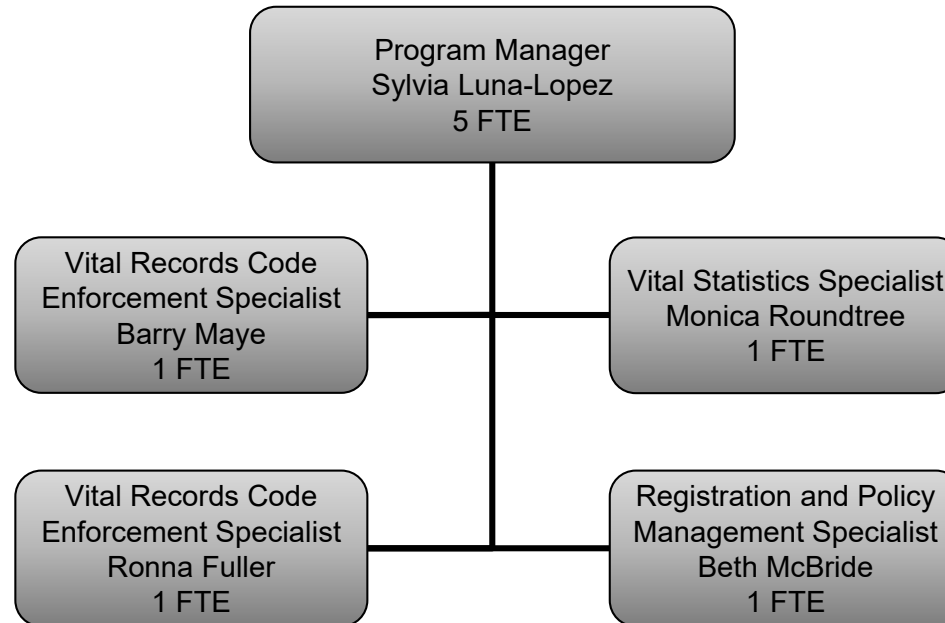 Program Manager
Sylvia Luna-Lopez
5 FTE
Vital Records Code
Enforcement Specialist
Barry Maye
1 FTE
Vital Statistics Specialist
Monica Roundtree
1 FTE
Vital Records Code
Enforcement Specialist
Ronna Fuller
1 FTE
Registration and Policy
Management Specialist
Beth McBride
1 FTE